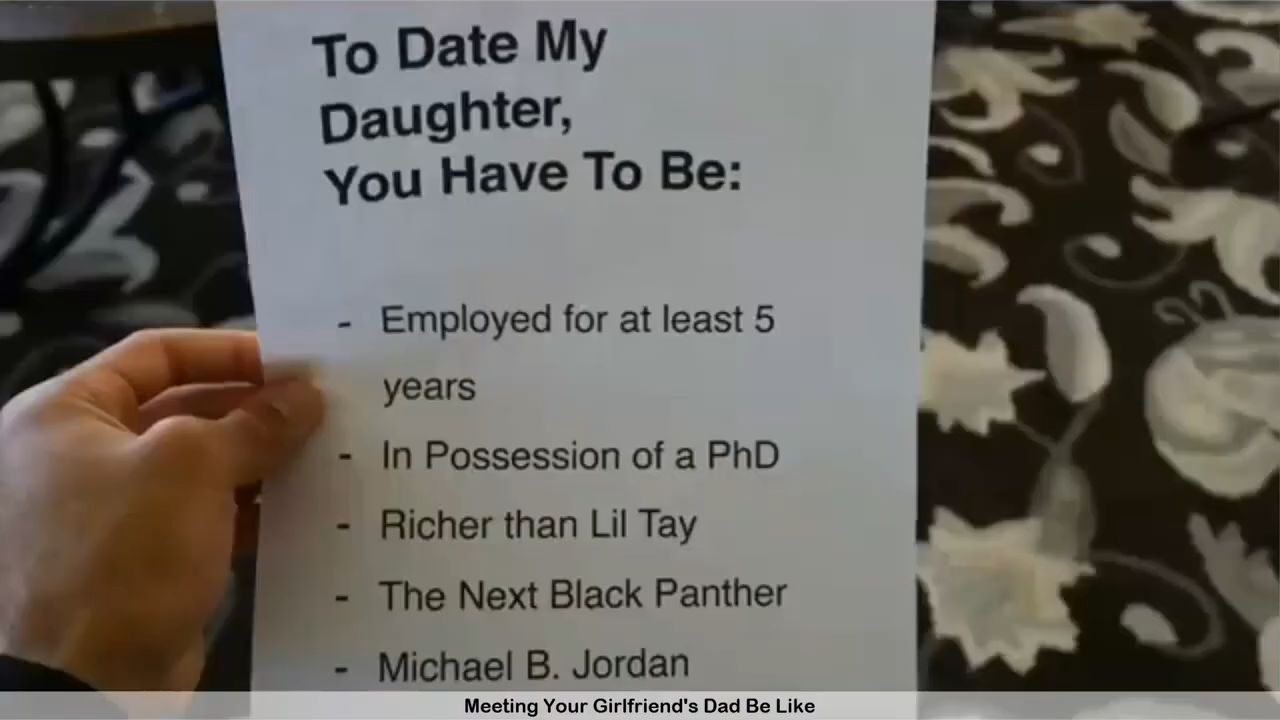 To Date My
Daughter,
You Have To Be:
- Employed for at least 5
years
- In Possession of a PhD
- Richer than Lil Tay
- The Next Black Panther
- Michael B. Jordan
Meeting Your Girlfriend's Dad Be Like